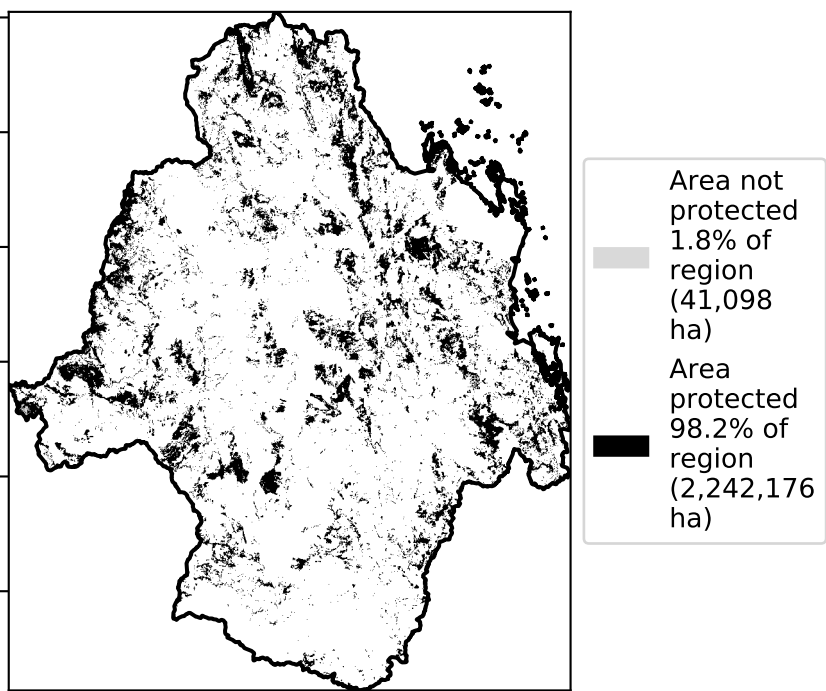 Area not
protected
1.8% of
region
(41,098
ha)
Area
protected
98.2% of
region
(2,242,176
ha)